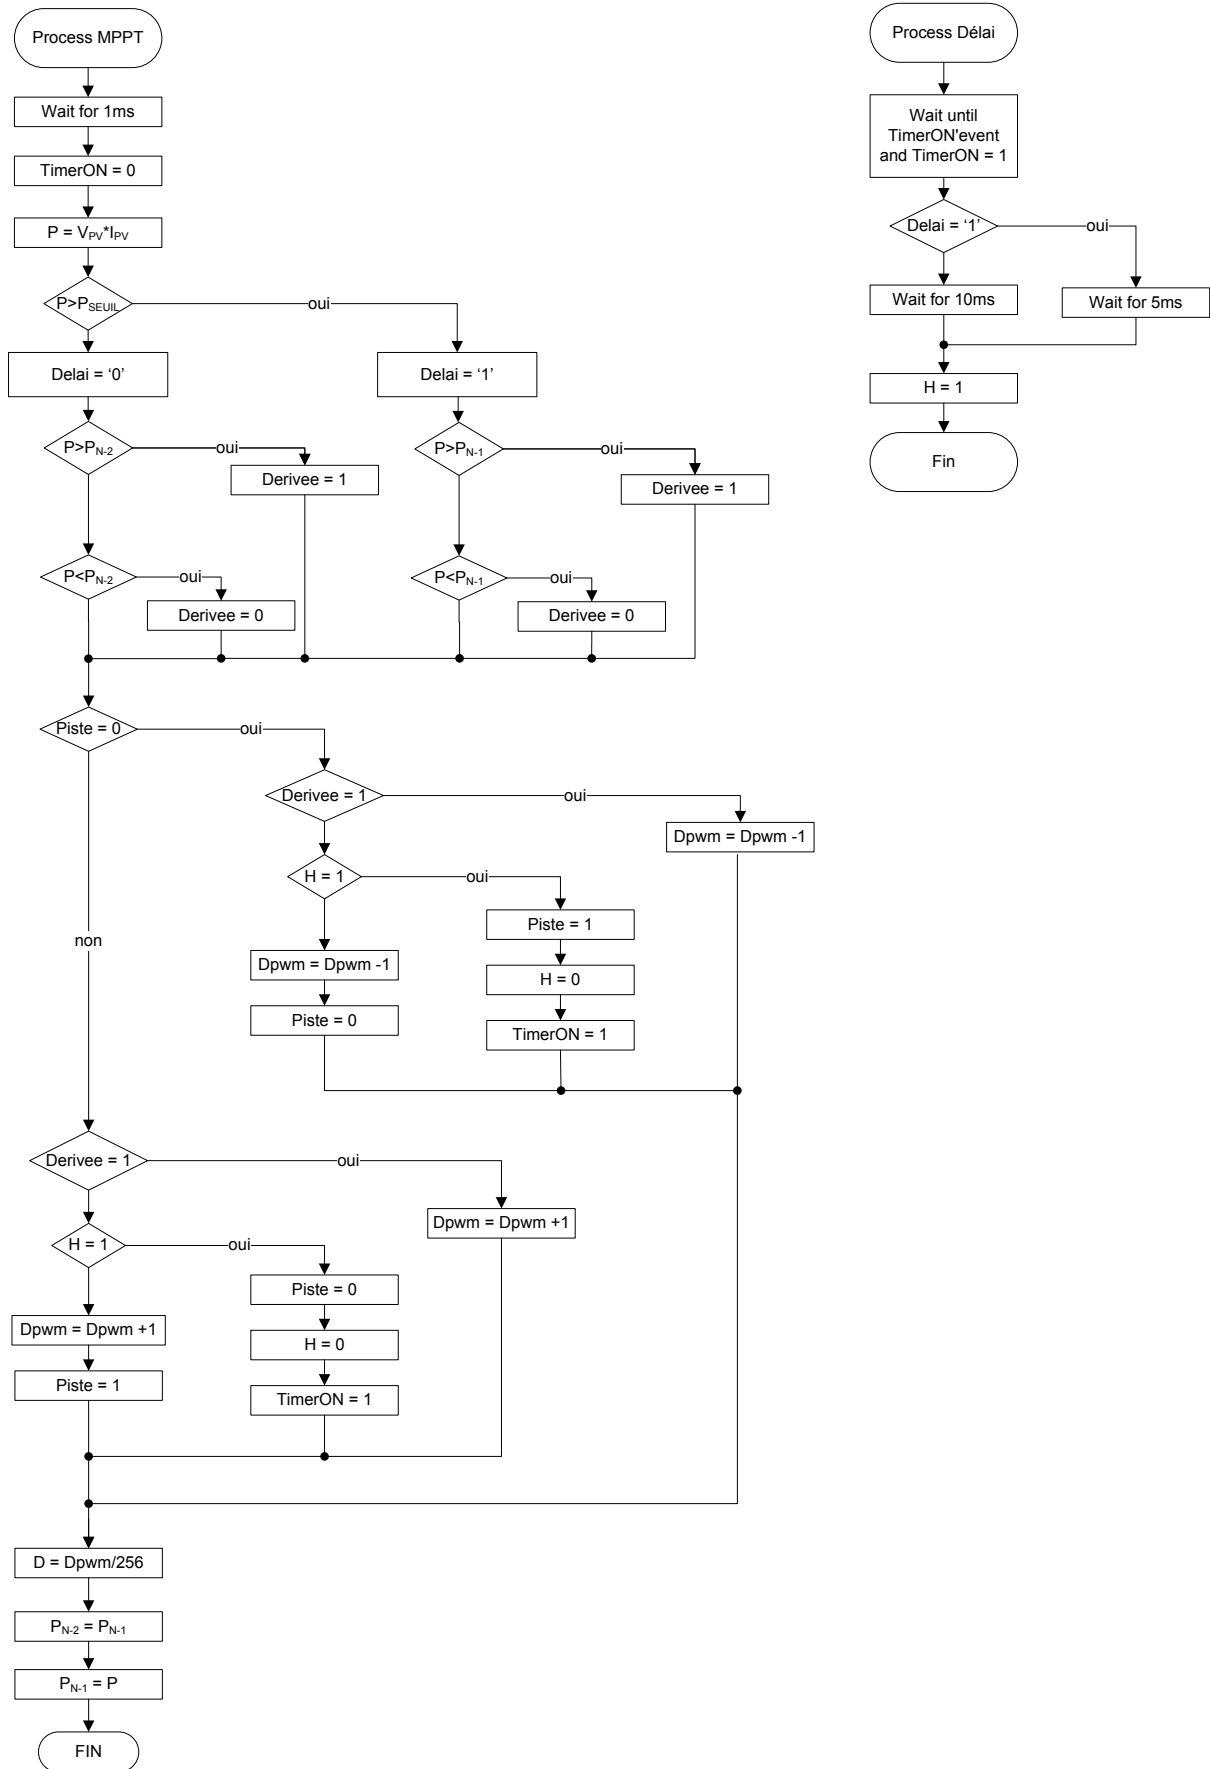 Process MPPT
Wait for 1ms
TimerON = 0
P = VPV*IPV
P>PSEUIL
oui
Delai = ‘0’
Delai = ‘1’
P>PN-2
oui
Derivee = 1
P>PN-1
oui
Derivee = 1
P<PN-2
oui
Derivee = 0
P<PN-1
oui
Derivee = 0
Piste = 0
oui
Derivee = 1
oui
Dpwm = Dpwm -1
H = 1
oui
Piste = 1
non
Dpwm = Dpwm -1
H = 0
Piste = 0
TimerON = 1
Derivee = 1
oui
Dpwm = Dpwm +1
H = 1
oui
Piste = 0
Dpwm = Dpwm +1
H = 0
Piste = 1
TimerON = 1
D = Dpwm/256
PN-2 = PN-1
PN-1 = P
FIN
Process Délai
Wait until
TimerON'event
and TimerON = 1
Delai = ‘1’
oui
Wait for 10ms
Wait for 5ms
H = 1
Fin